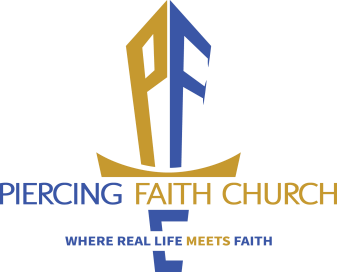 PF
PIERCING FAITH CHURCH
WHERE REAL LIFE MEETS FAITH